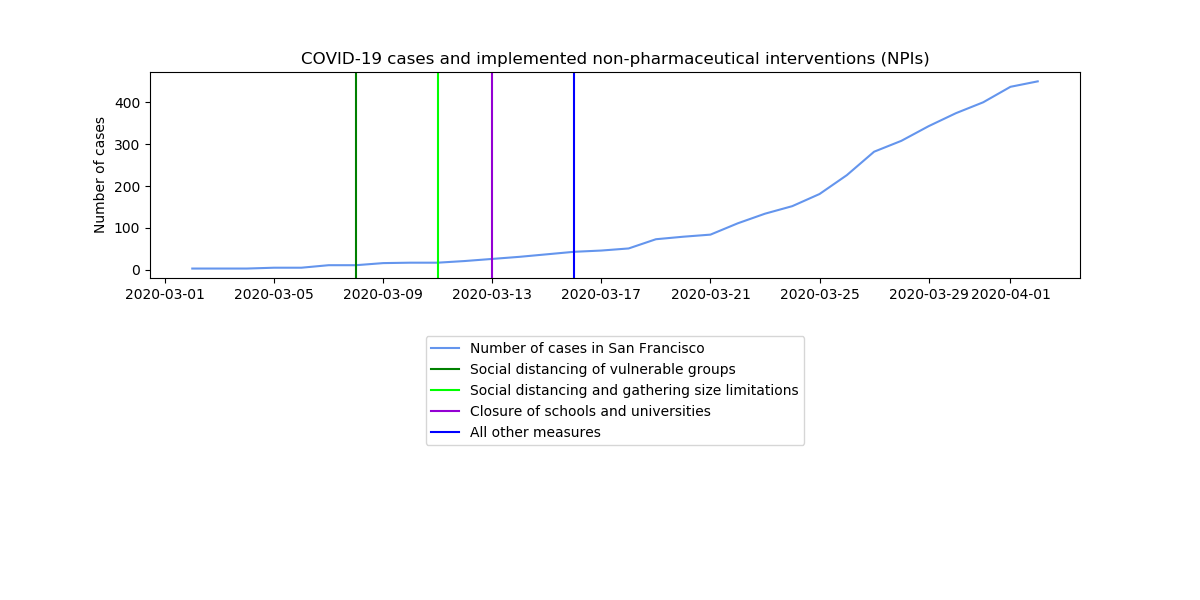 COVID-19 cases and implemented non-pharmaceutical interventions (NPIs)
Number of cases
400
300
200
100
0
2020-03-01 2020-03-05 2020-03-09 2020-03-13 2020-03-17 2020-03-21 2020-03-25 2020-03-29 2020-04-01
Number of cases in San Francisco
Social distancing of vulnerable groups
Social distancing and gathering size limitations
Closure of schools and universities
All other measures